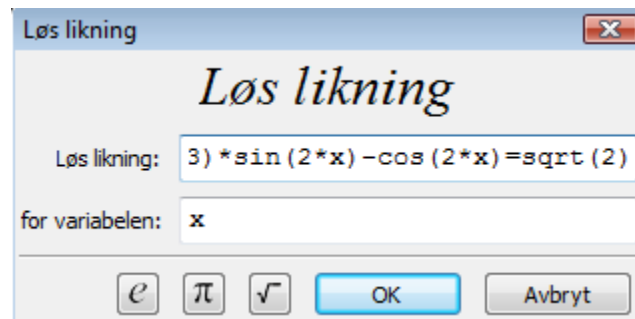 Løs likning
Løs likning
Løs likning: 3)*sin(2*x)-cos(2*x)=sqrt(2)
for variabelen: x
e π √ OK Avbryt